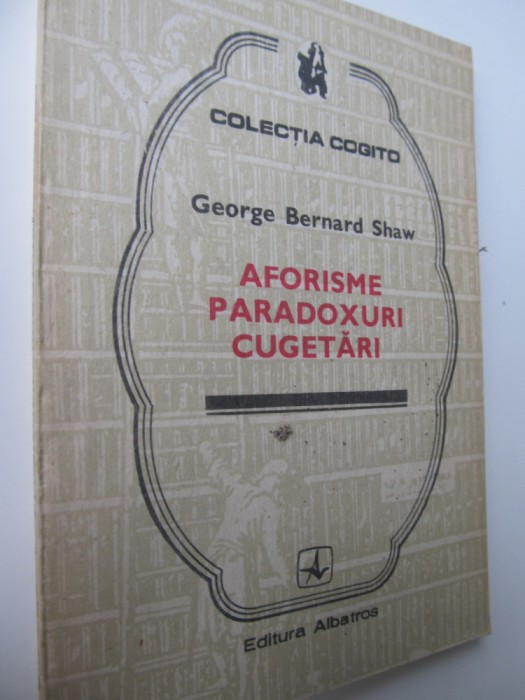 COLECȚIA COGITO
George Bernard Shaw
AFORISME
PARADOXURI
CUGETĂRI
Editura Albatros